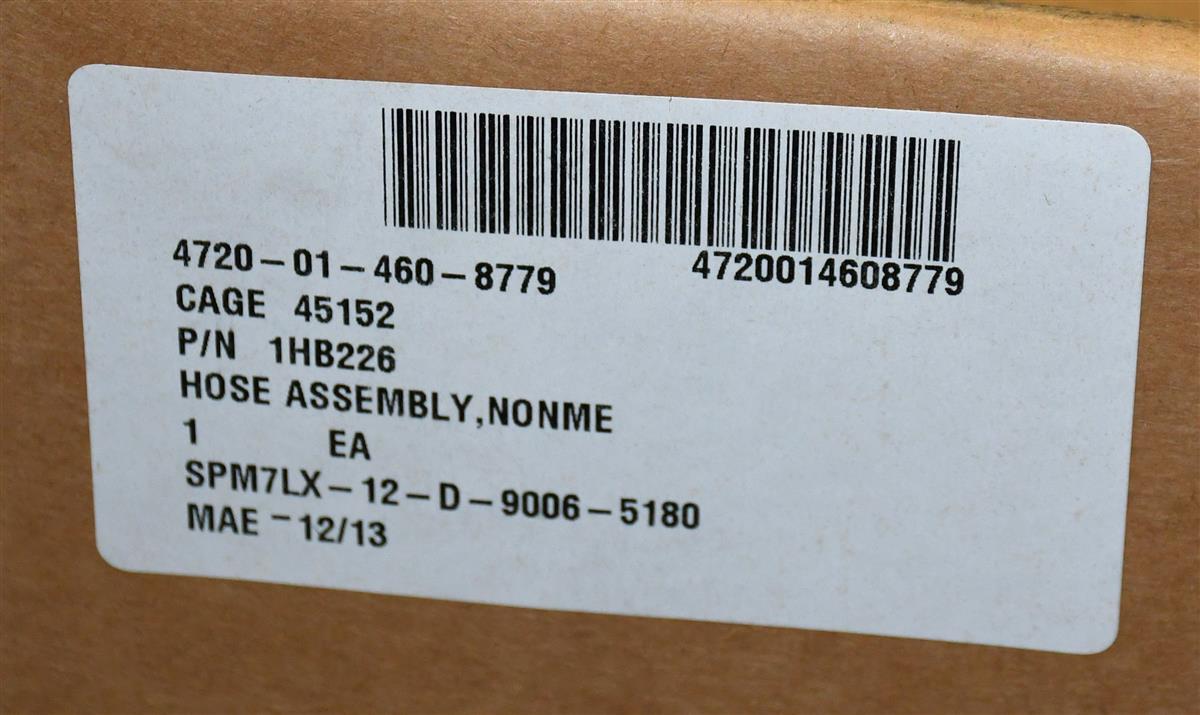 4720-01-460-8779
4720014608779
CAGE 45152
P/N 1HB226
HOSE ASSEMBLY,NONME
1 EA
SPM7LX-12-D-9006-5180
MAE-12/13